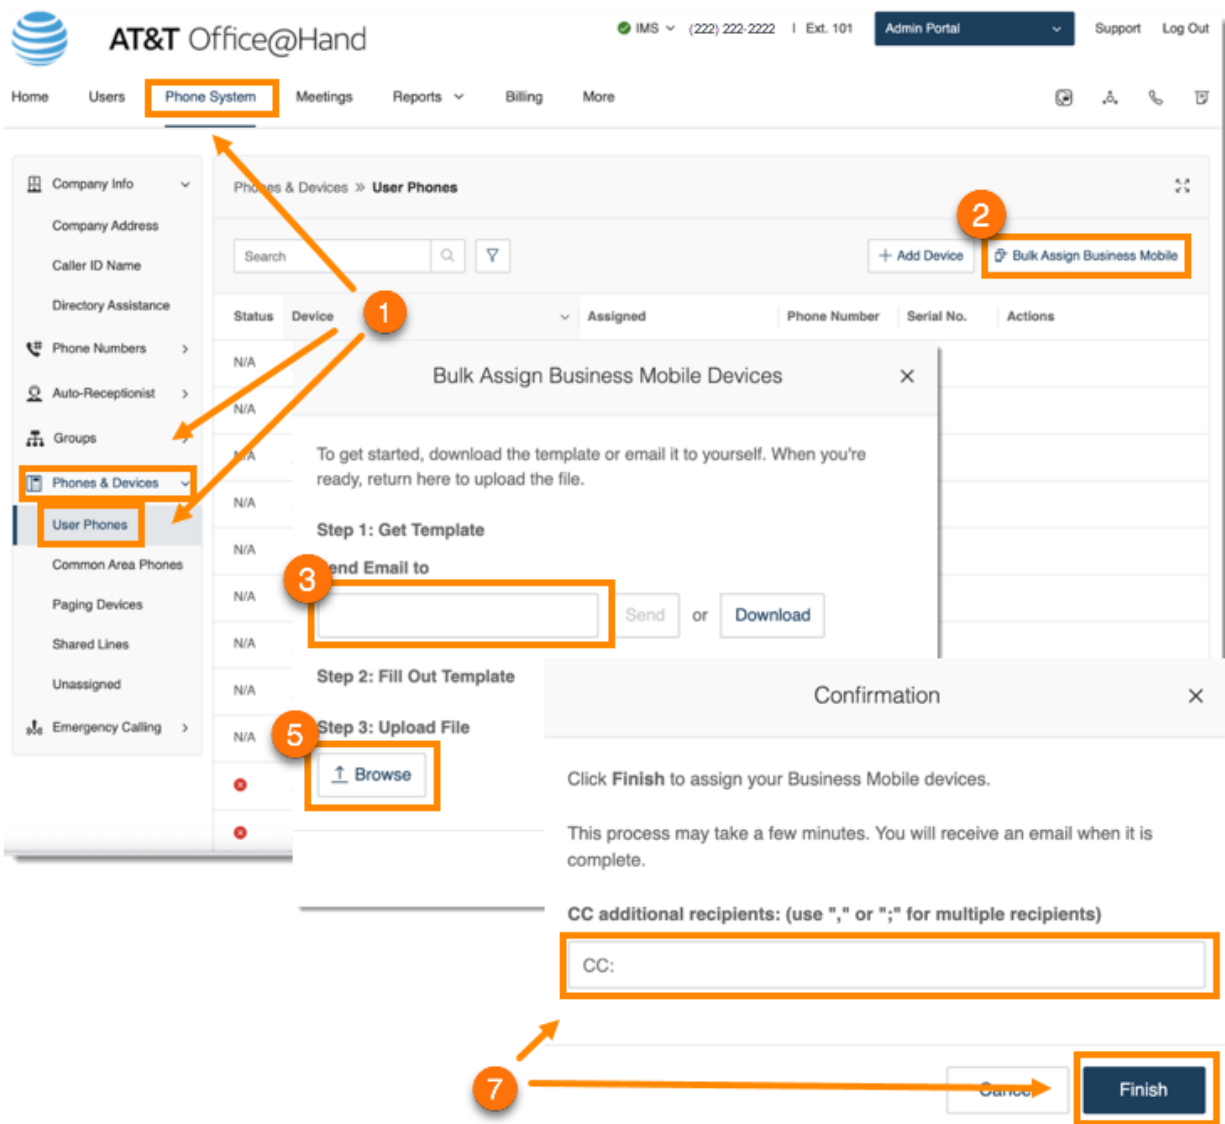 AT&T Office@Hand
IMS (222) 222-2222 | Ext. 101
Admin Portal
Support
Log Out
Home
Users
Phone System
Meetings
Reports
Billing
More
Company Info
Company Address
Caller ID Name
Directory Assistance
Phone Numbers
Auto-Receptionist
Groups
Phones & Devices
User Phones
Common Area Phones
Paging Devices
Shared Lines
Unassigned
Emergency Calling
Phones & Devices » User Phones
2
Search
+ Add Device
Bulk Assign Business Mobile
1
Status Device Assigned Phone Number Serial No. Actions
N/A
N/A
N/A
N/A
N/A
N/A
N/A
N/A
N/A
Bulk Assign Business Mobile Devices
To get started, download the template or email it to yourself. When you're
ready, return here to upload the file.
Step 1: Get Template
3
Send Email to
Send or Download
Step 2: Fill Out Template
5
Step 3: Upload File
Browse
Confirmation
Click Finish to assign your Business Mobile devices.
This process may take a few minutes. You will receive an email when it is
complete.
CC additional recipients: (use "," or ";" for multiple recipients)
CC:
7
Cancel
Finish